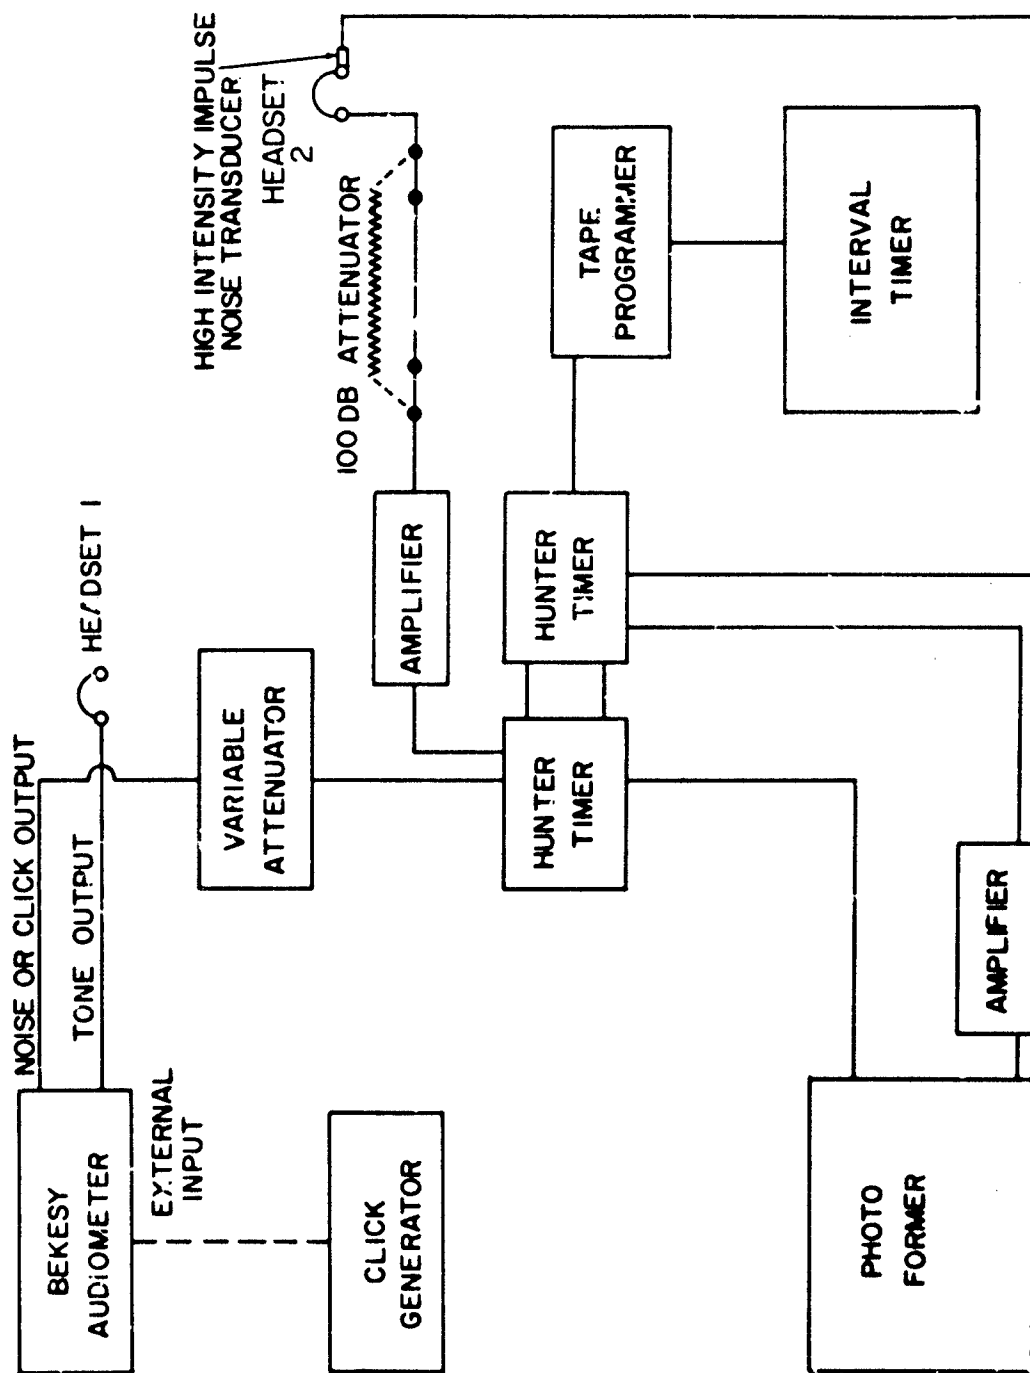 NOISE OR CLICK OUTPUT
TONE OUTPUT
BEKESY
AUDIOMETER
EXTERNAL
INPUT
CLICK
GENERATOR
HEADSET 1
VARIABLE
ATTENUATOR
HIGH INTENSITY IMPULSE
NOISE TRANSDUCER
HEADSET
2
100 DB ATTENUATOR
AMPLIFIER
HUNTER
TIMER
HUNTER
TIMER
TAPE
PROGRAMMER
INTERVAL
TIMER
PHOTO
FORMER
AMPLIFIER